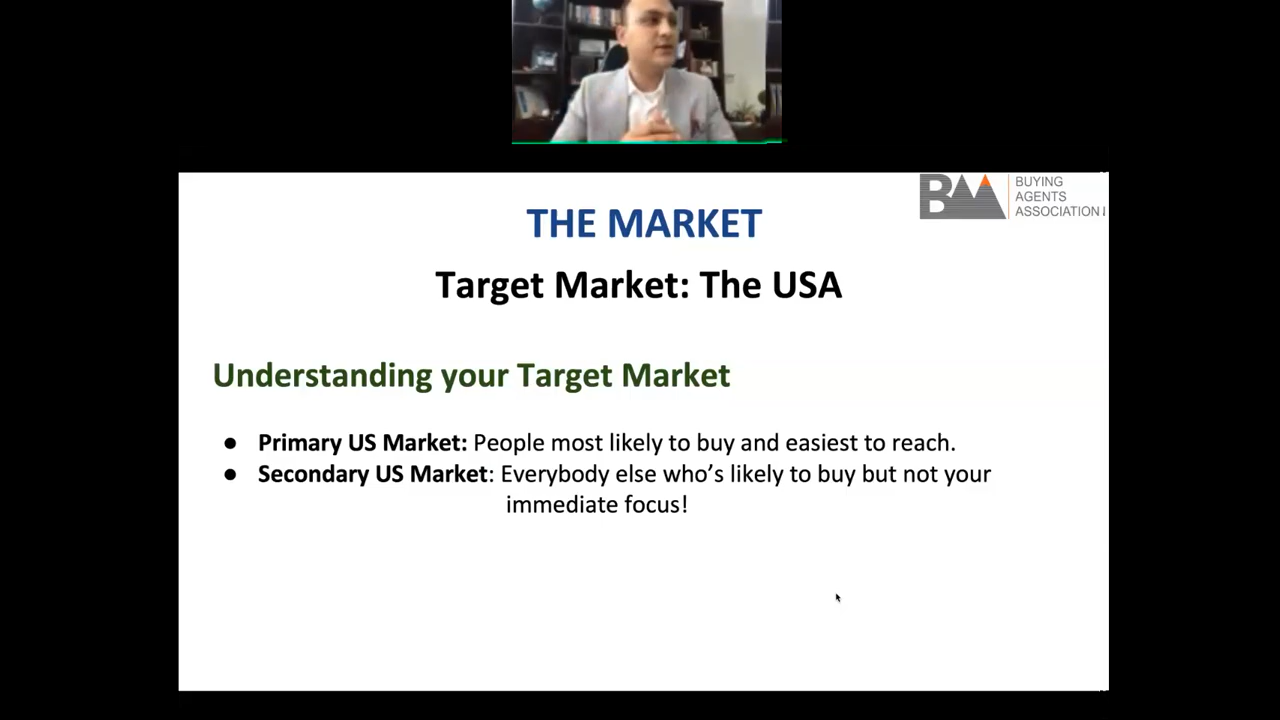 BAA
BUYING
AGENTS
ASSOCIATION
THE MARKET
Target Market: The USA
Understanding your Target Market
● Primary US Market: People most likely to buy and easiest to reach.
● Secondary US Market: Everybody else who’s likely to buy but not your
immediate focus!